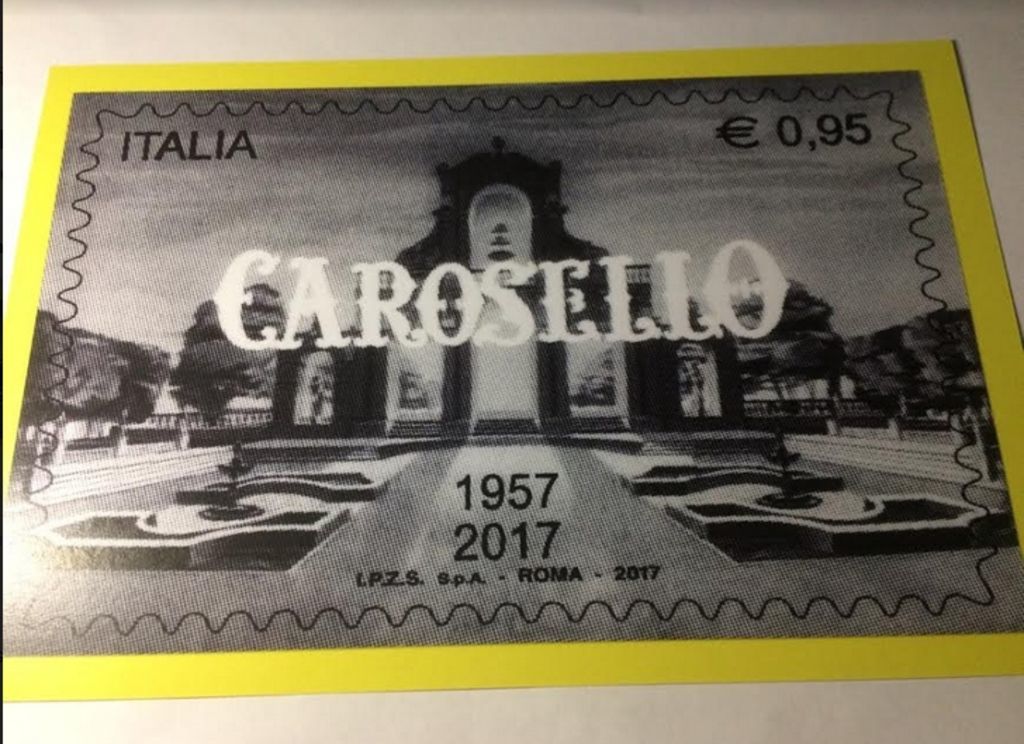 ITALIA € 0,95
CAROSELLO
1957
2017
I.P.Z.S. S.p.A. - ROMA - 2017